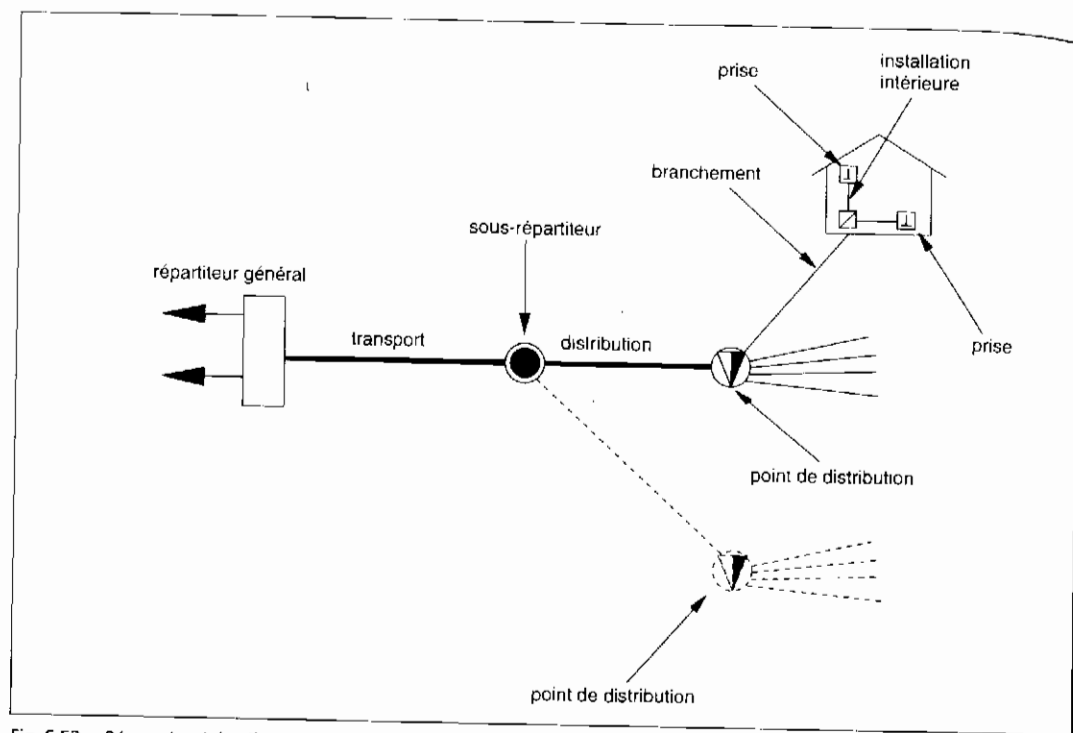 prise
installation
intérieure
branchement
sous-répartiteur
répartiteur général
transport
distribution
prise
point de distribution
point de distribution